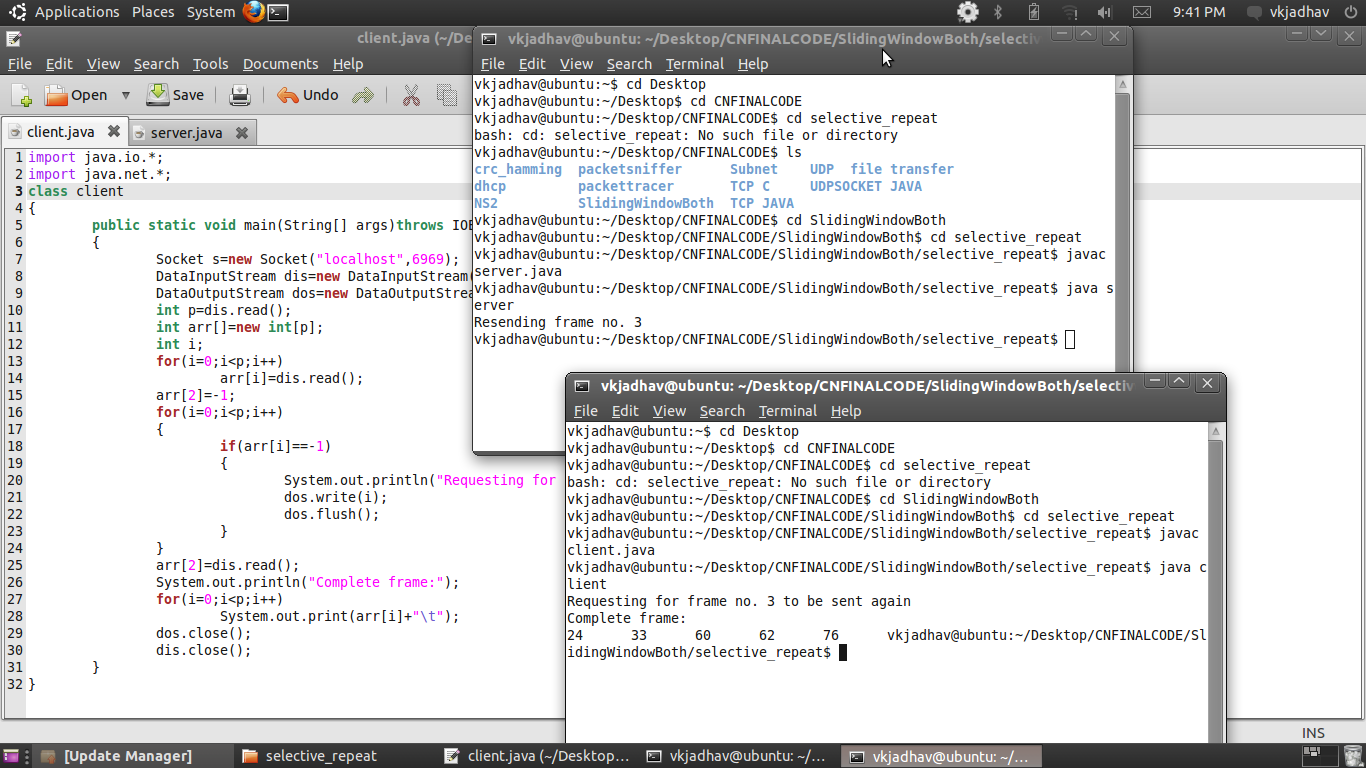 Applications Places System 9:41 PM vkjadhav
client.java (~/De
File Edit View Search Tools Documents Help
Open Save Undo
client.java server.java
1 import java.io.*;
2 import java.net.*;
3 class client
4 {
5 public static void main(String[] args)throws IOE
6 {
7 Socket s=new Socket("localhost",6969);
8 DataInputStream dis=new DataInputStream(
9 DataOutputStream dos=new DataOutputStrea
10 int p=dis.read();
11 int arr[]=new int[p];
12 int i;
13 for(i=0;i<p;i++)
14 arr[i]=dis.read();
15 arr[2]=-1;
16 for(i=0;i<p;i++)
17 {
18 if(arr[i]==-1)
19 {
20 System.out.println("Requesting for
21 dos.write(i);
22 dos.flush();
23 }
24 }
25 arr[2]=dis.read();
26 System.out.println("Complete frame:");
27 for(i=0;i<p;i++)
28 System.out.print(arr[i]+"\t");
29 dos.close();
30 dis.close();
31 }
32 }
vkjadhav@ubuntu: ~/Desktop/CNFINALCODE/SlidingWindowBoth/selectiv
File Edit View Search Terminal Help
vkjadhav@ubuntu:~$ cd Desktop
vkjadhav@ubuntu:~/Desktop$ cd CNFINALCODE
vkjadhav@ubuntu:~/Desktop/CNFINALCODE$ cd selective_repeat
bash: cd: selective_repeat: No such file or directory
vkjadhav@ubuntu:~/Desktop/CNFINALCODE$ ls
crc_hamming packetsniffer Subnet UDP file transfer
dhcp packettracer TCP C UDPSOCKET JAVA
NS2 SlidingWindowBoth TCP JAVA
vkjadhav@ubuntu:~/Desktop/CNFINALCODE$ cd SlidingWindowBoth
vkjadhav@ubuntu:~/Desktop/CNFINALCODE/SlidingWindowBoth$ cd selective_repeat
vkjadhav@ubuntu:~/Desktop/CNFINALCODE/SlidingWindowBoth/selective_repeat$ javac
server.java
vkjadhav@ubuntu:~/Desktop/CNFINALCODE/SlidingWindowBoth/selective_repeat$ java s
erver
Resending frame no. 3
vkjadhav@ubuntu:~/Desktop/CNFINALCODE/SlidingWindowBoth/selective_repeat$
vkjadhav@ubuntu: ~/Desktop/CNFINALCODE/SlidingWindowBoth/selectiv
File Edit View Search Terminal Help
vkjadhav@ubuntu:~$ cd Desktop
vkjadhav@ubuntu:~/Desktop$ cd CNFINALCODE
vkjadhav@ubuntu:~/Desktop/CNFINALCODE$ cd selective_repeat
bash: cd: selective_repeat: No such file or directory
vkjadhav@ubuntu:~/Desktop/CNFINALCODE$ cd SlidingWindowBoth
vkjadhav@ubuntu:~/Desktop/CNFINALCODE/SlidingWindowBoth$ cd selective_repeat
vkjadhav@ubuntu:~/Desktop/CNFINALCODE/SlidingWindowBoth/selective_repeat$ javac
client.java
vkjadhav@ubuntu:~/Desktop/CNFINALCODE/SlidingWindowBoth/selective_repeat$ java c
lient
Requesting for frame no. 3 to be sent again
Complete frame:
24 33 60 62 76 vkjadhav@ubuntu:~/Desktop/CNFINALCODE/Sl
idingWindowBoth/selective_repeat$
INS
[Update Manager] selective_repeat client.java (~/Desktop... vkjadhav@ubuntu: ~/... vkjadhav@ubuntu: ~/...